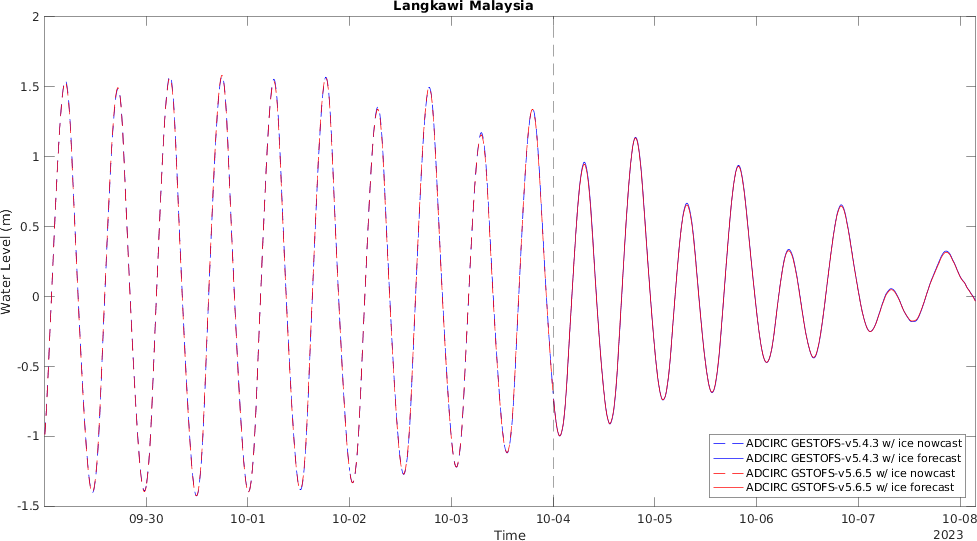 Langkawi Malaysia
2
1.5
1
0.5
0
-0.5
-1
-1.5
Water Level (m)
ADCIRC GESTOFS-v5.4.3 w/ ice nowcast
ADCIRC GESTOFS-v5.4.3 w/ ice forecast
ADCIRC GSTOFS-v5.6.5 w/ ice nowcast
ADCIRC GSTOFS-v5.6.5 w/ ice forecast
09-30 10-01 10-02 10-03 10-04 10-05 10-06 10-07 10-08
Time 2023